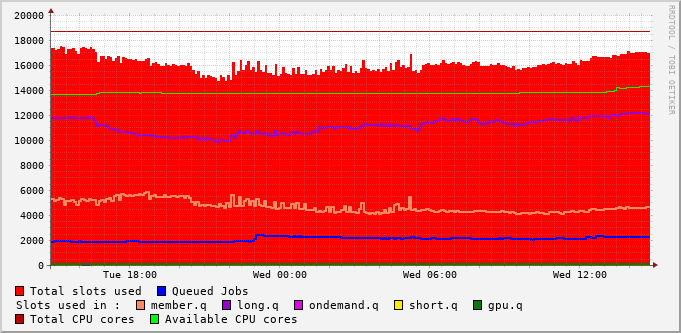 RRDTOOL / TOBI OETIKER
20000
18000
16000
14000
12000
10000
8000
6000
4000
2000
0
Tue 18:00 Wed 00:00 Wed 06:00 Wed 12:00
Total slots used Queued Jobs
Slots used in : member.q long.q ondemand.q short.q gpu.q
Total CPU cores Available CPU cores